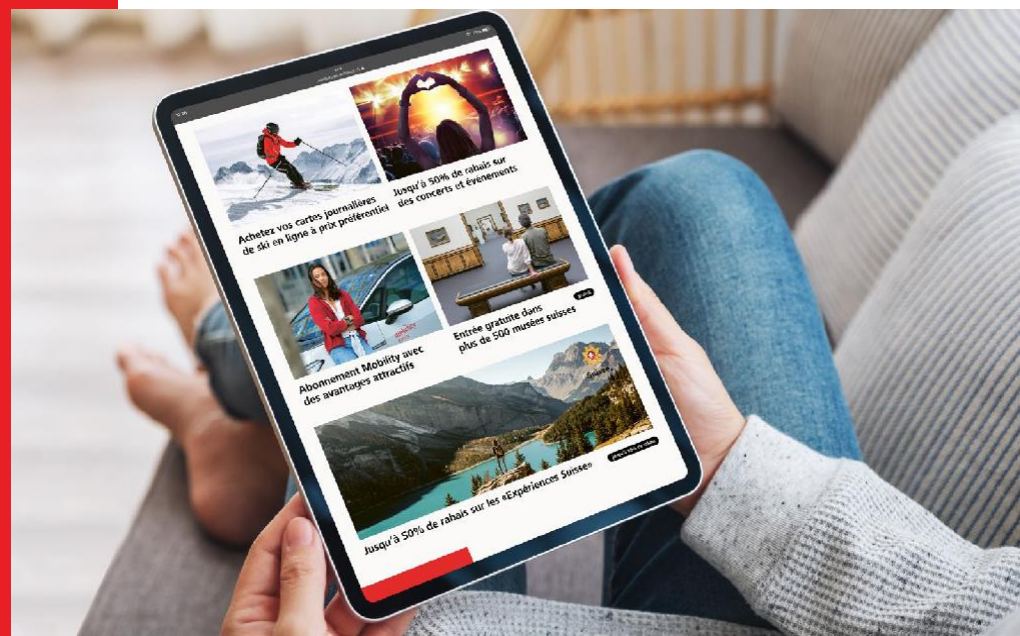 Achetez vos cartes journalières
de ski en ligne à prix préférentiel
Jusqu'à 50% de rabais sur
des concerts et événements
Abonnement Mobility avec
des avantages attractifs
Entrée gratuite dans
plus de 500 musées suisses
Jusqu'à 50% de rabais sur les «Expériences Suisse»